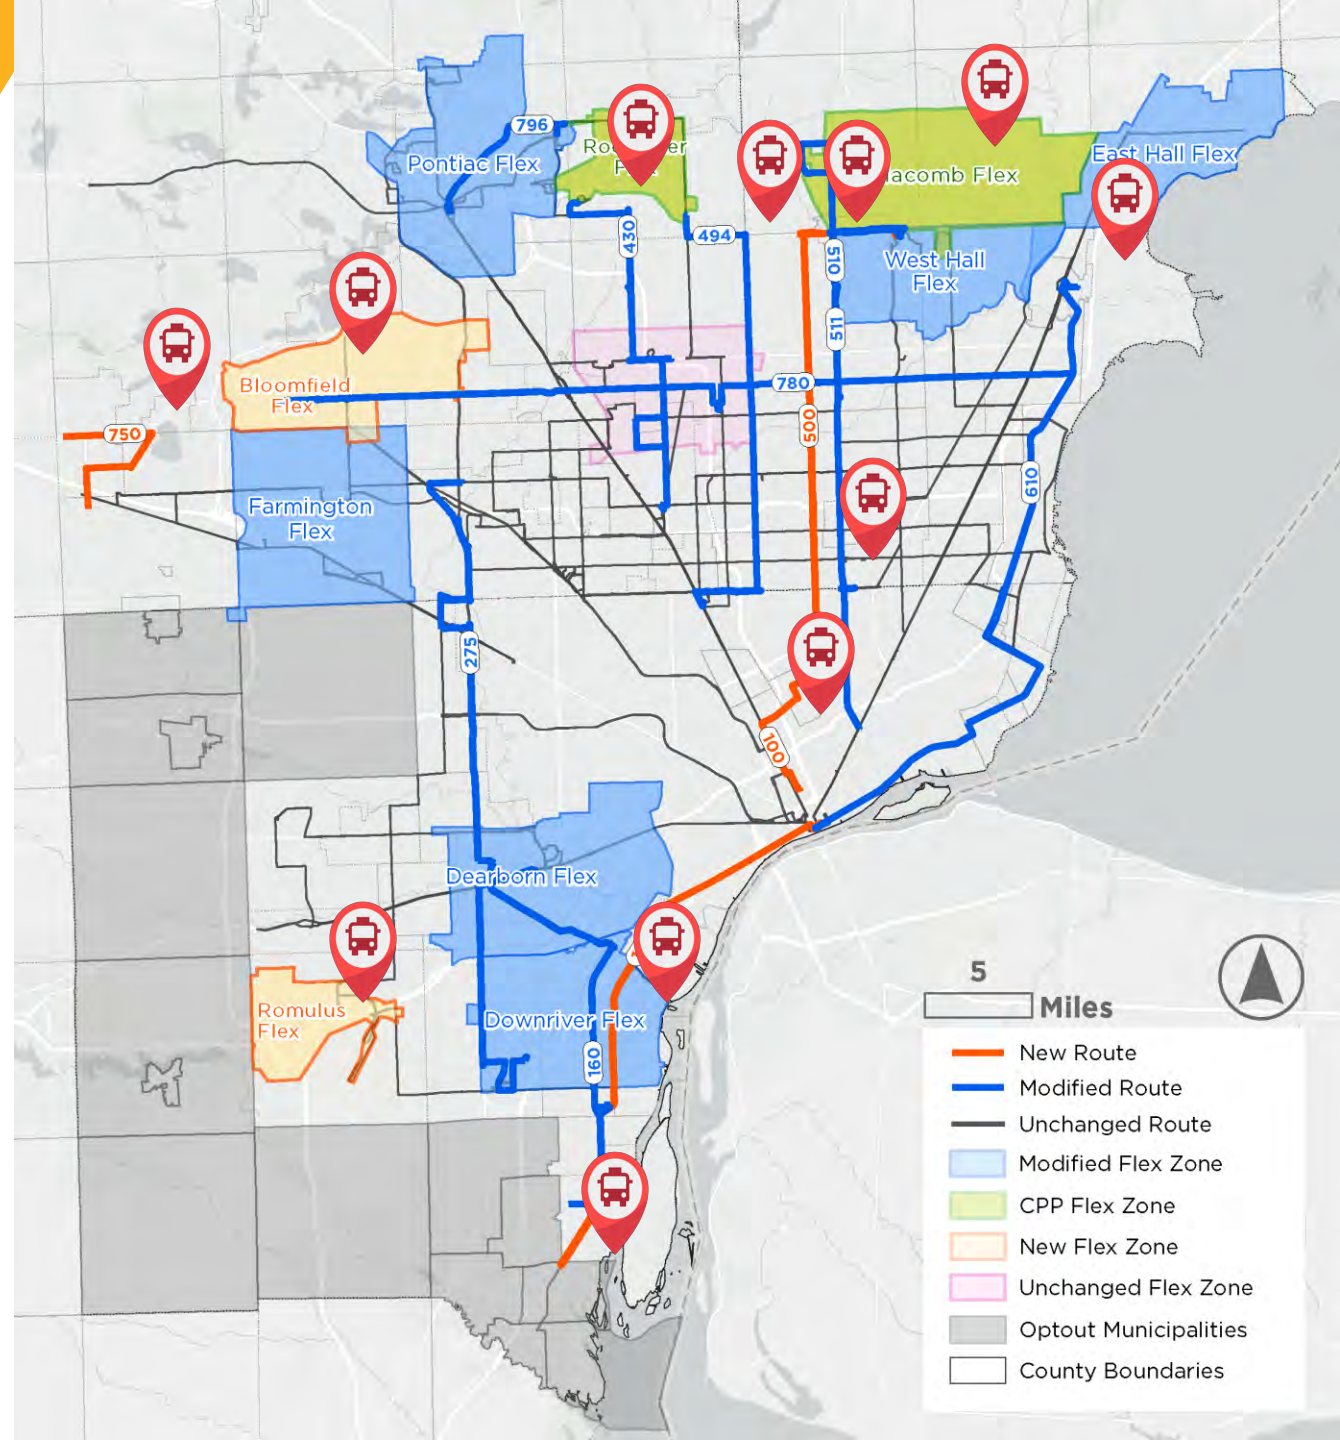 796
Pontiac Flex
East Hall Flex
Macomb Flex
430
494
510
West Hall
Flex
511
Bloomfield
Flex
780
750
500
Farmington
Flex
610
275
100
Dearborn Flex
Romulus
Flex
Downriver Flex
160
5
Miles
New Route
Modified Route
Unchanged Route
Modified Flex Zone
CPP Flex Zone
New Flex Zone
Unchanged Flex Zone
Optout Municipalities
County Boundaries